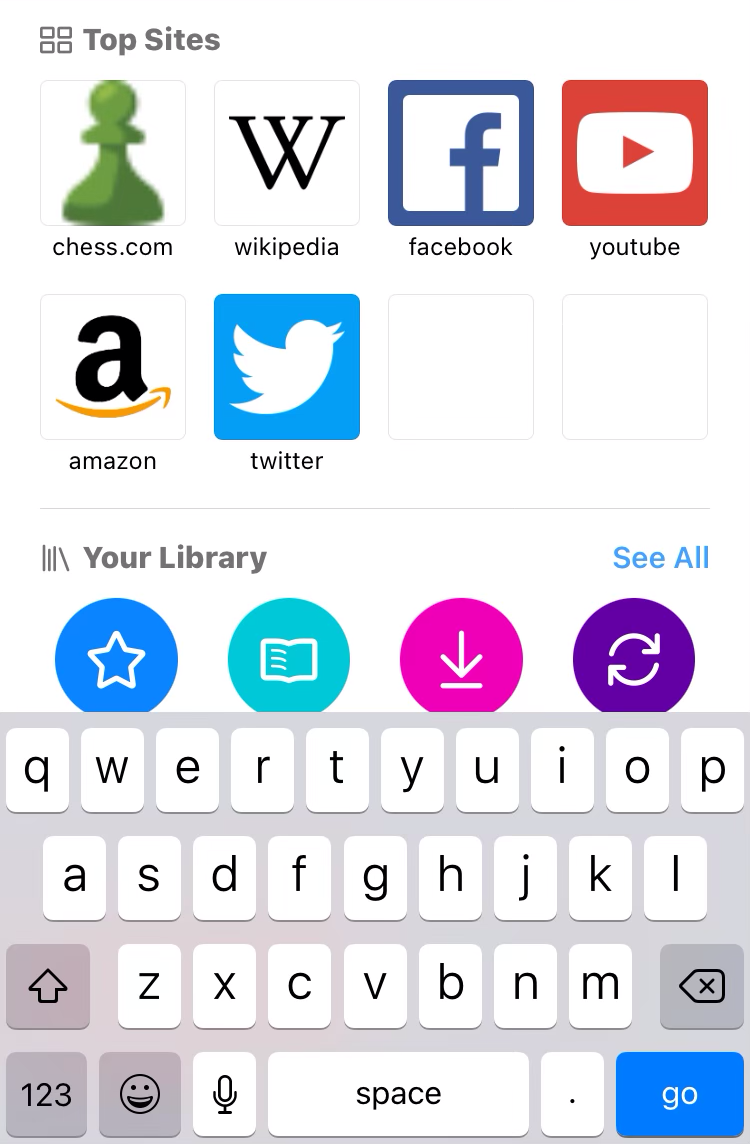 Top Sites
W
f
chess.com wikipedia facebook youtube
a
amazon twitter
Your Library See All
q w e r t y u i o p
a s d f g h j k l
z x c v b n m
123 space . go